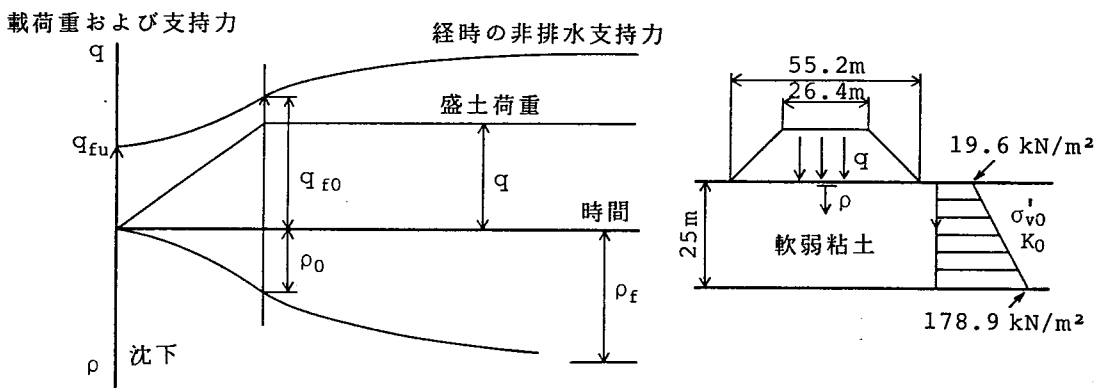 載荷重および支持力
q
経時の非排水支持力
盛土荷重
q_fu
q_f0
q
時間
ρ_0
ρ_f
沈下
ρ
55.2m
26.4m
q
19.6 kN/m²
ρ
25m
軟弱粘土
σ'_v0
K_0
178.9 kN/m²